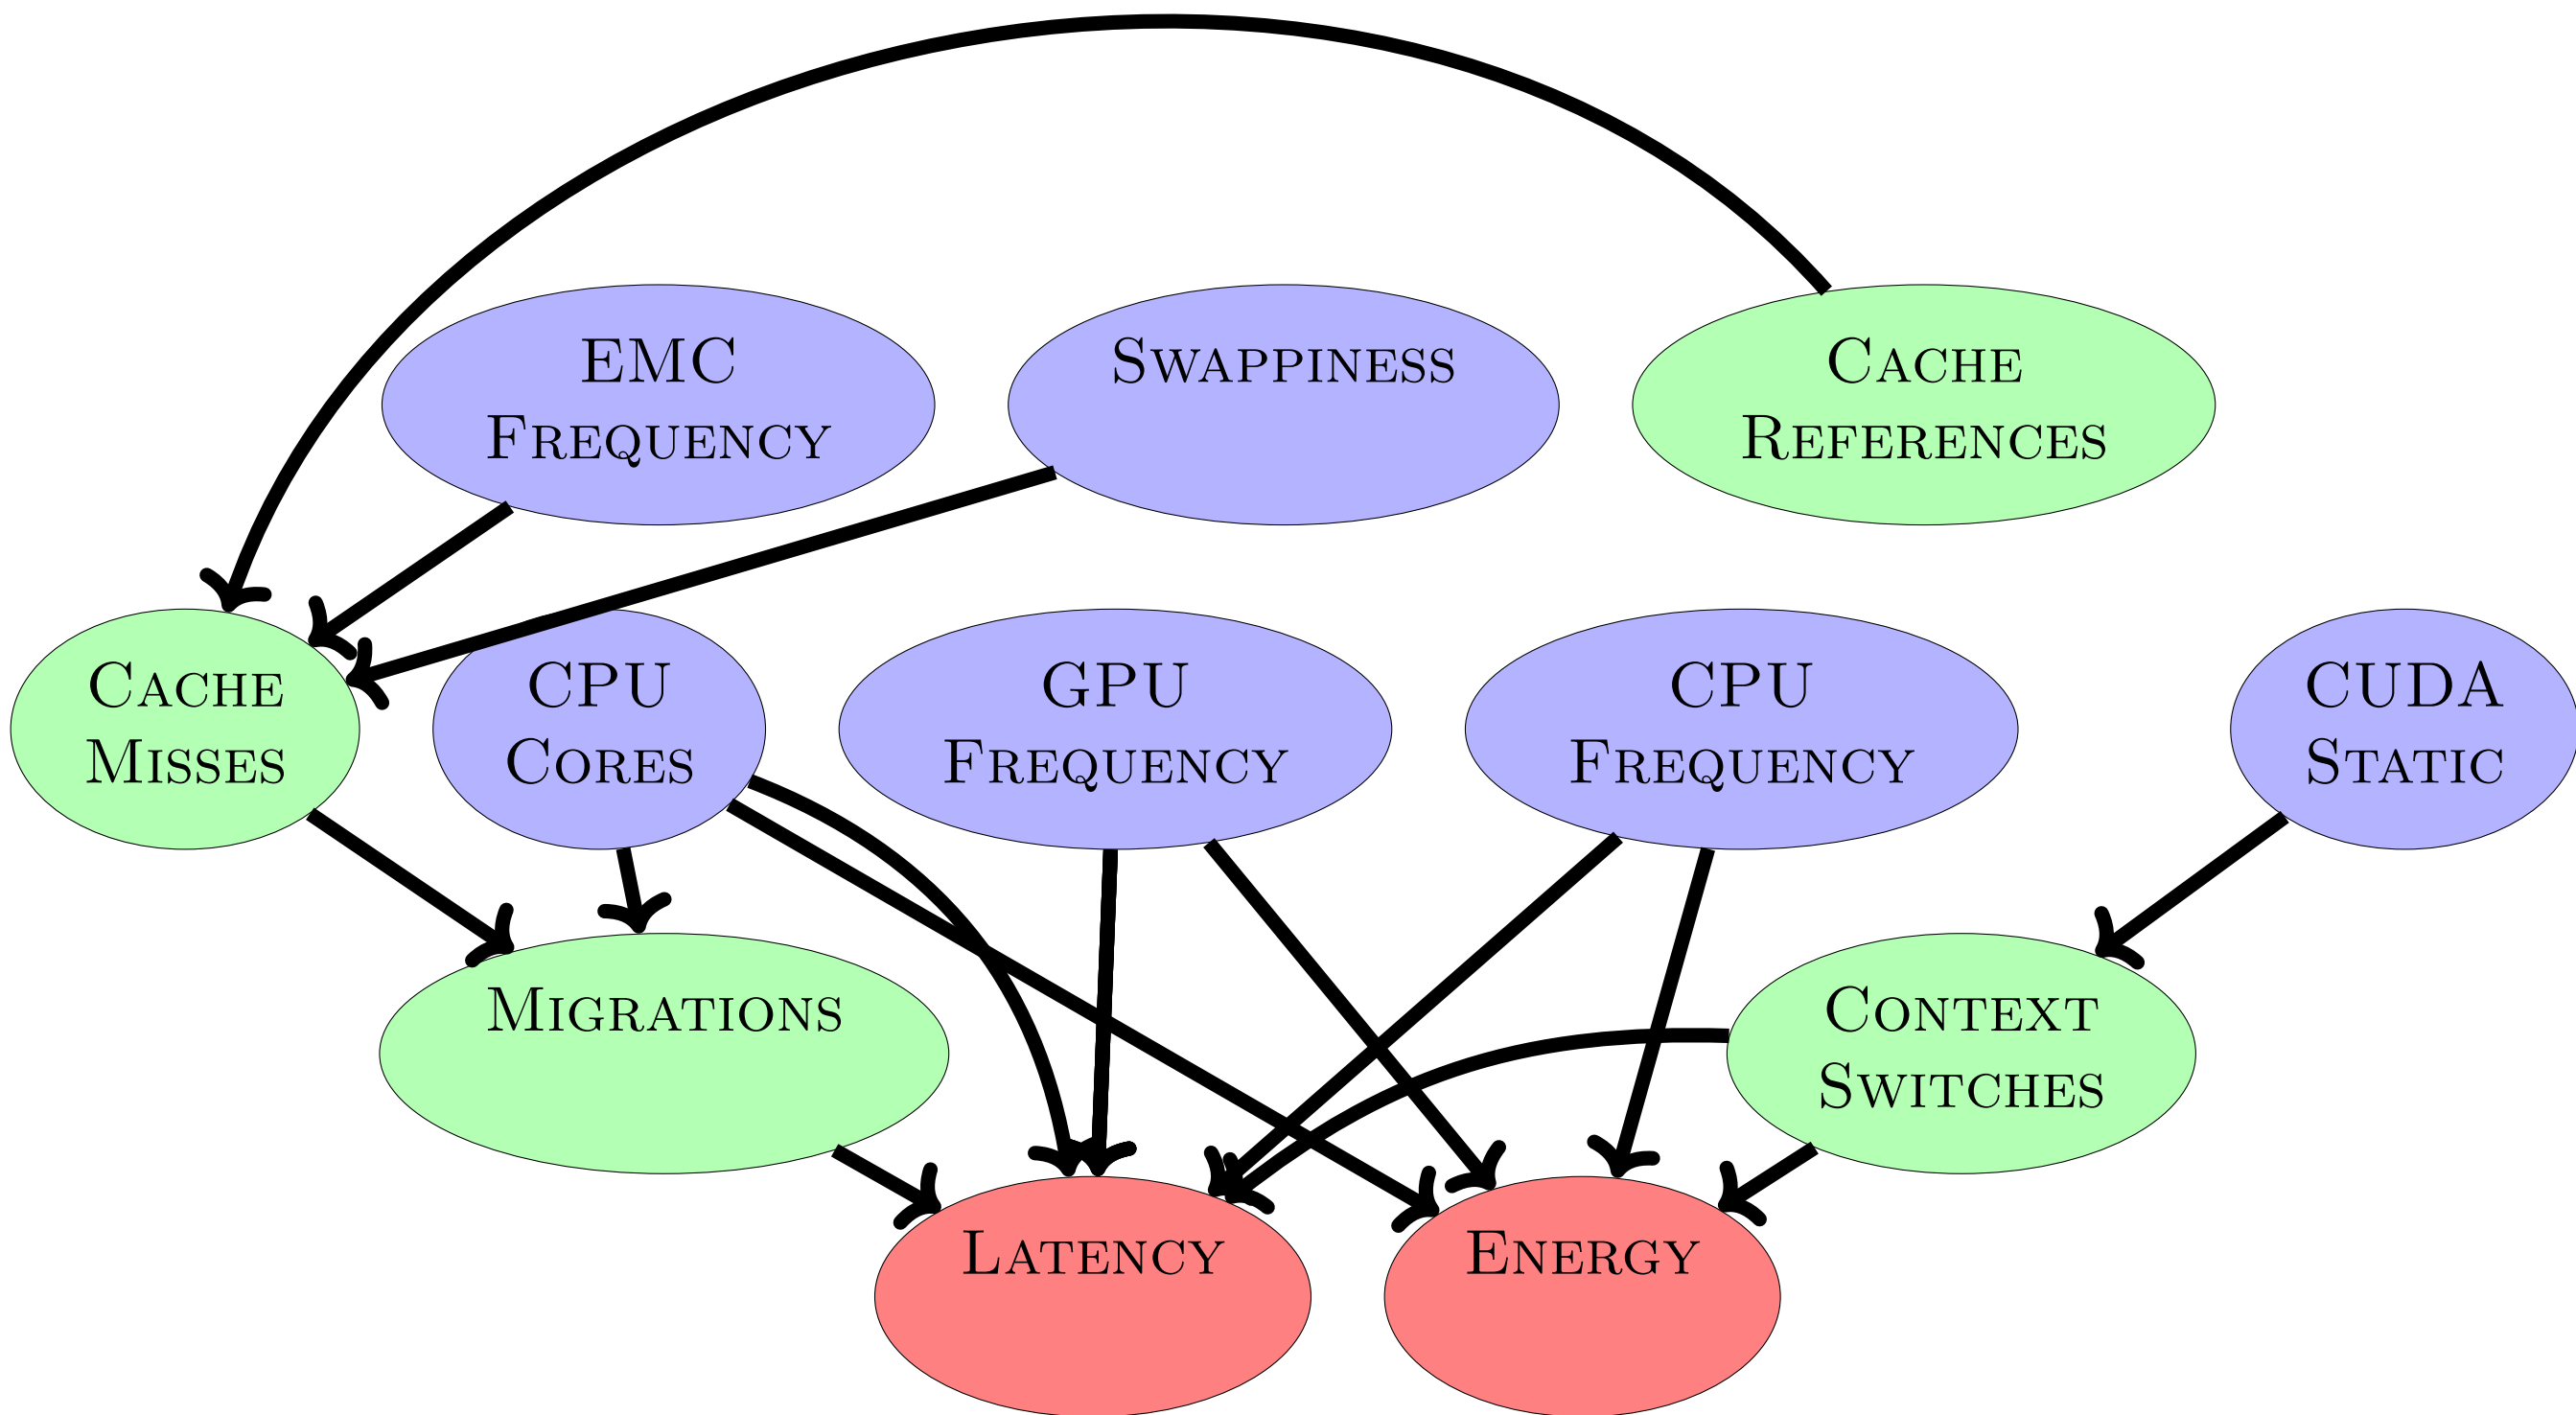 EMC
Frequency
Swappiness
Cache
References
Cache
Misses
CPU
Cores
GPU
Frequency
CPU
Frequency
CUDA
Static
Migrations
Context
Switches
Latency
Energy